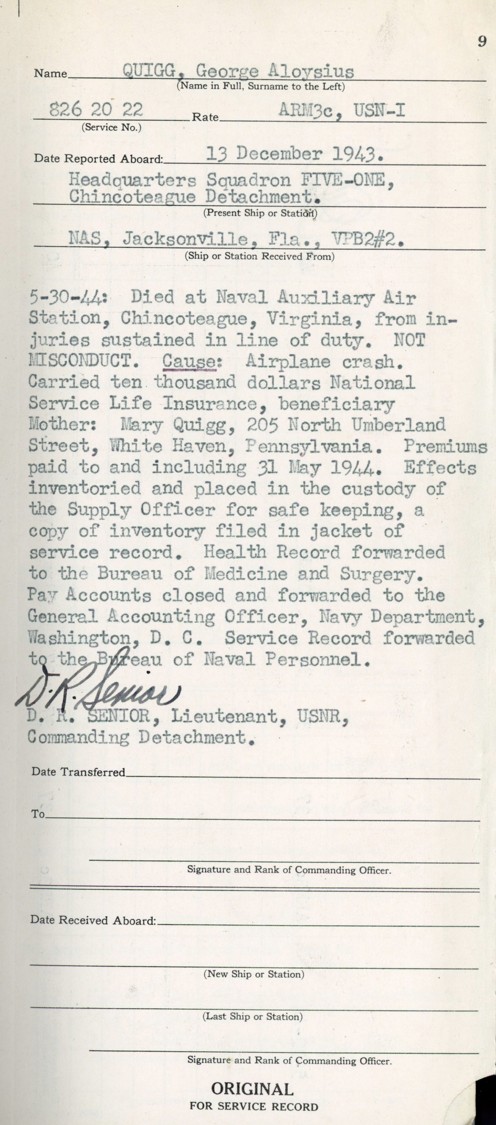 9
Name QUIGG, George Aloysius
(Name in Full, Surname to the Left)
826 20 22 Rate ARM3c, USN-I
(Service No.)
Date Reported Aboard: 13 December 1943.
Headquarters Squadron FIVE-ONE,
Chincoteague Detachment.
(Present Ship or Station)
NAS, Jacksonville, Fla., VPB2#2.
(Ship or Station Received From)
5-30-44: Died at Naval Auxiliary Air
Station, Chincoteague, Virginia, from in-
juries sustained in line of duty. NOT
MISCONDUCT. Cause: Airplane crash.
Carried ten thousand dollars National
Service Life Insurance, beneficiary
Mother: Mary Quigg, 205 North Umberland
Street, White Haven, Pennsylvania. Premiums
paid to and including 31 May 1944. Effects
inventoried and placed in the custody of
the Supply Officer for safe keeping, a
copy of inventory filed in jacket of
service record. Health Record forwarded
to the Bureau of Medicine and Surgery.
Pay Accounts closed and forwarded to the
General Accounting Officer, Navy Department,
Washington, D. C. Service Record forwarded
to the Bureau of Naval Personnel.
D. R. Senior
D. R. SENIOR, Lieutenant, USNR,
Commanding Detachment.
Date Transferred
To
Signature and Rank of Commanding Officer.
Date Received Aboard:
(New Ship or Station)
(Last Ship or Station)
Signature and Rank of Commanding Officer.
ORIGINAL
FOR SERVICE RECORD